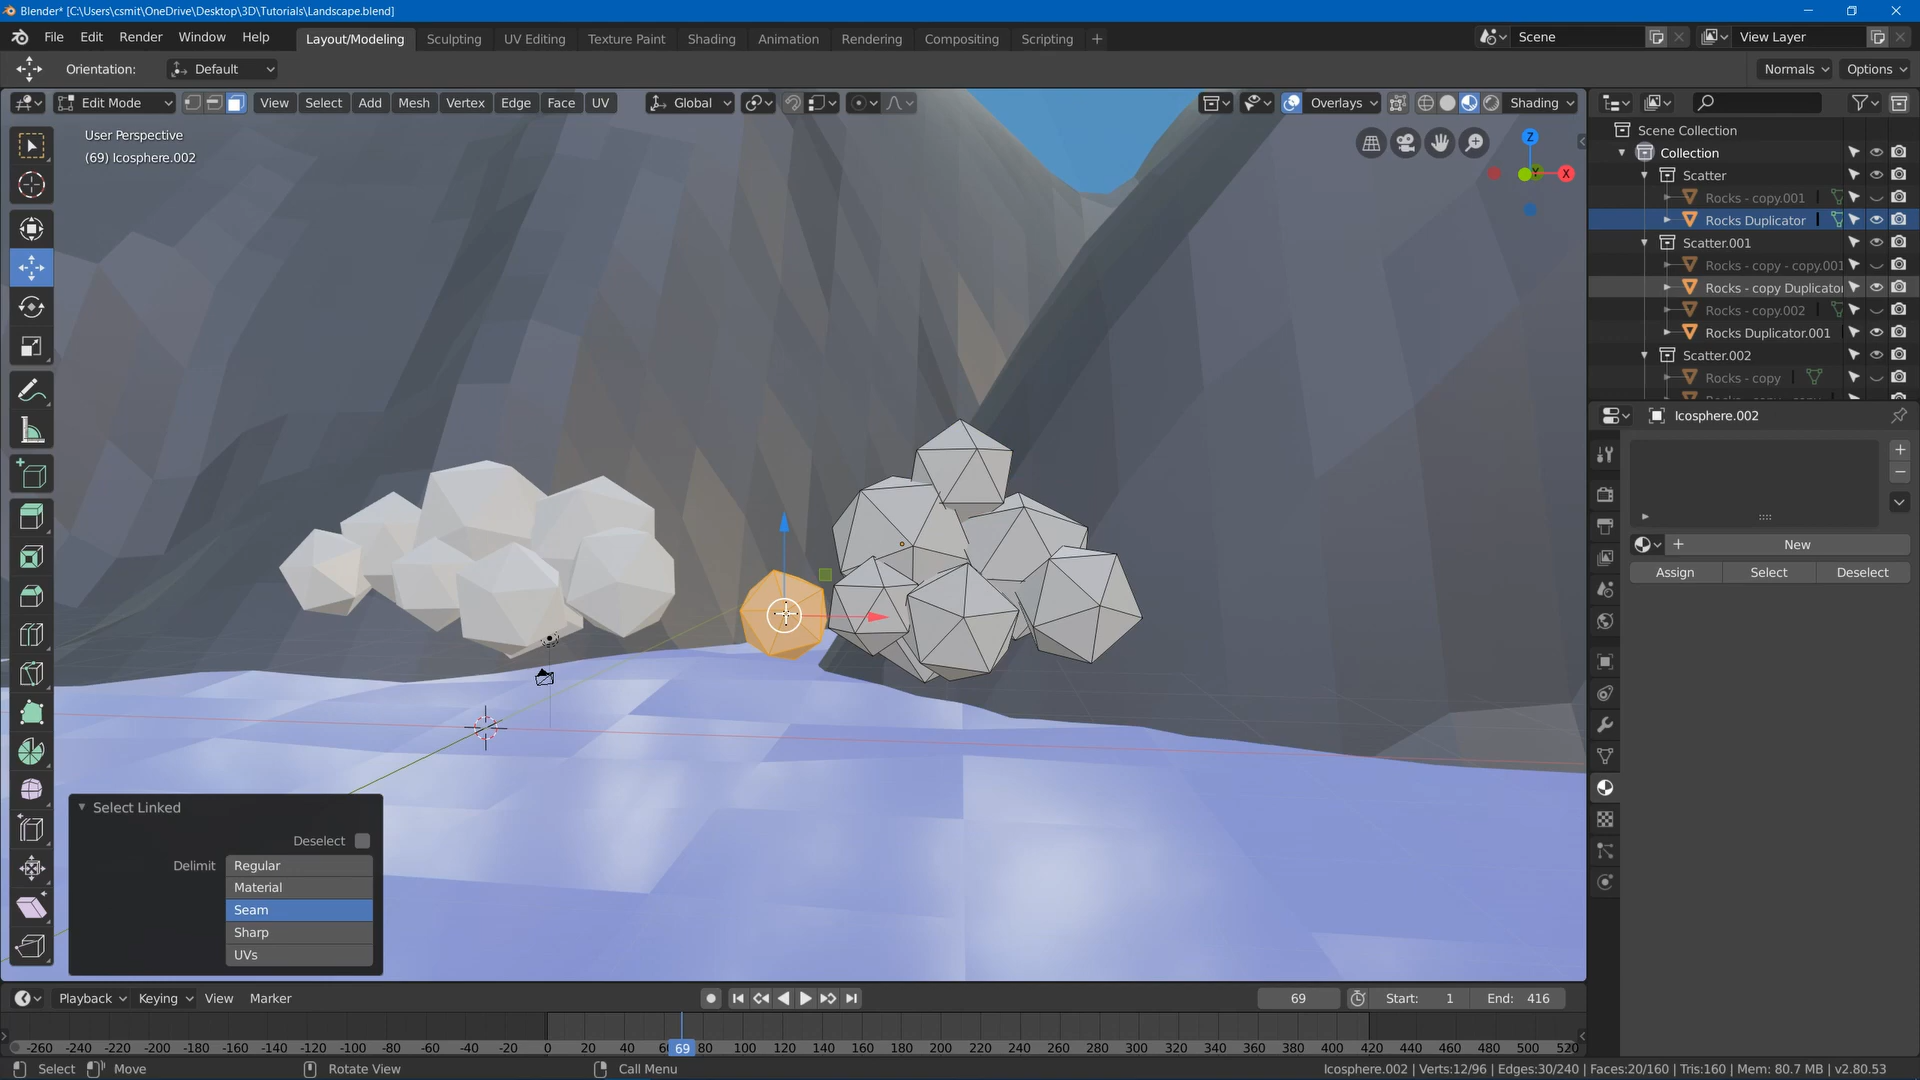 Blender* [C:\Users\csmit\OneDrive\Desktop\3D\Tutorials\Landscape.blend]
File Edit Render Window Help
Layout/Modeling Sculpting UV Editing Texture Paint Shading Animation Rendering Compositing Scripting +
Scene View Layer
Orientation: Default Normals Options
Edit Mode View Select Add Mesh Vertex Edge Face UV Global Overlays Shading
User Perspective
(69) Icosphere.002
Z
Y
X
Scene Collection
Collection
Scatter
Rocks - copy.001
Rocks Duplicator
Scatter.001
Rocks - copy - copy.001
Rocks - copy Duplicator
Rocks - copy.002
Rocks Duplicator.001
Scatter.002
Rocks - copy
Icosphere.002
New
Assign Select Deselect
Select Linked
Deselect
Delimit Regular
Material
Seam
Sharp
UVs
Playback Keying View Marker 69 Start: 1 End: 416
-260 -240 -220 -200 -180 -160 -140 -120 -100 -80 -60 -40 -20 0 20 40 69 80 100 120 140 160 180 200 220 240 260 280 300 320 340 360 380 400 420 440 460 480 500 520
Select Move Rotate View Call Menu Icosphere.002 | Verts:12/96 | Edges:30/240 | Faces:20/160 | Tris:160 | Mem: 80.7 MB | v2.80.53